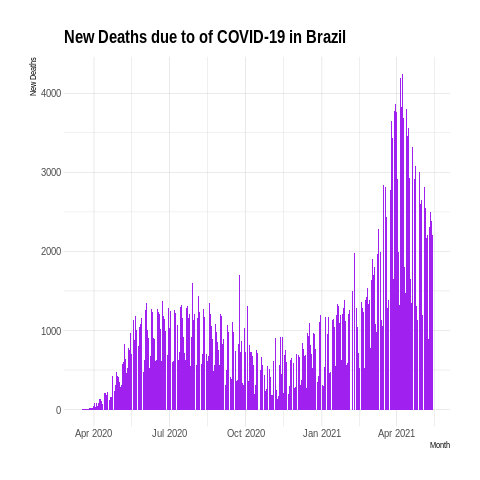 New Deaths due to of COVID-19 in Brazil
New Deaths
4000
3000
2000
1000
0
Apr 2020 Jul 2020 Oct 2020 Jan 2021 Apr 2021
Month